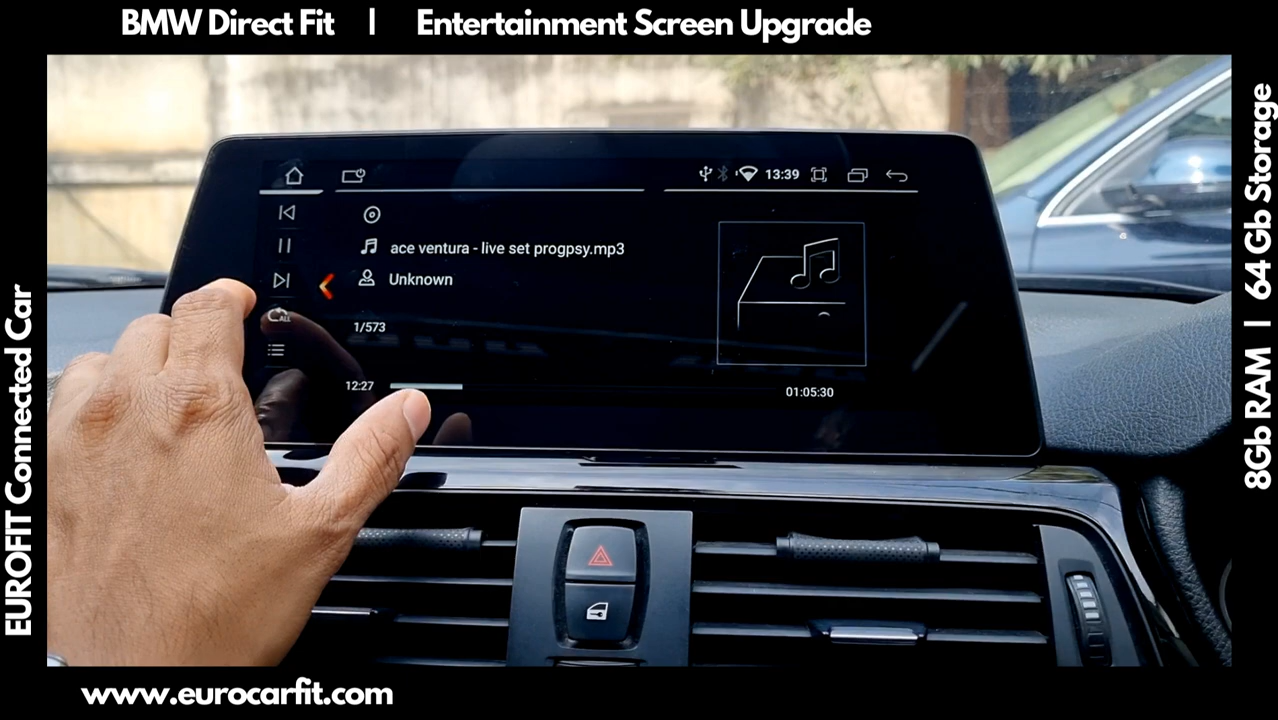 BMW Direct Fit | Entertainment Screen Upgrade
EUROFIT Connected Car
13:39
ace ventura - live set progpsy.mp3
Unknown
1/573
ALL
12:27
01:05:30
8Gb RAM | 64 Gb Storage
www.eurocarfit.com